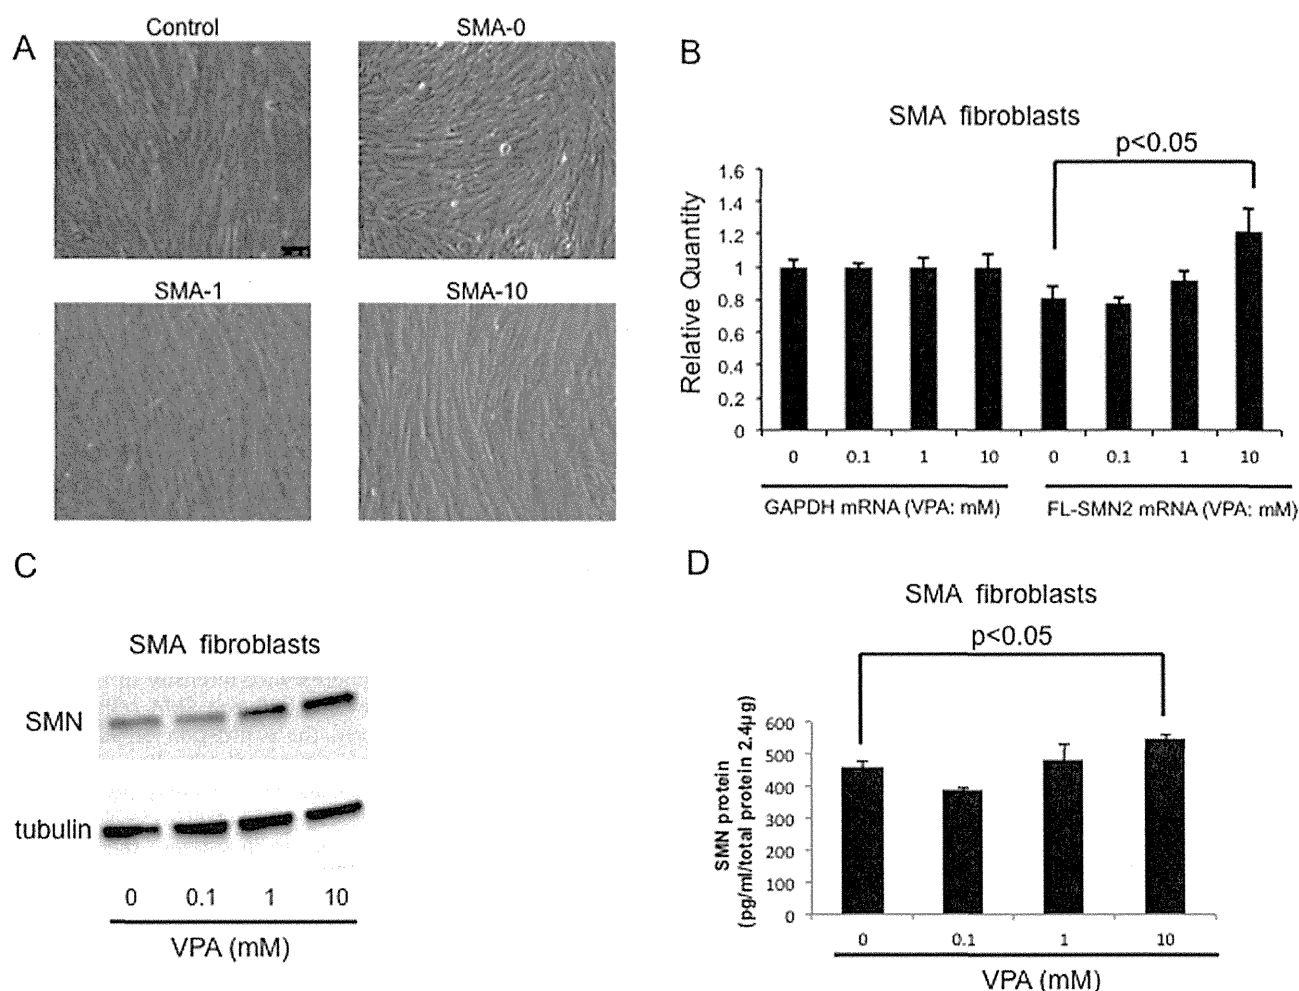 A
Control
SMA-0
SMA-1
SMA-10
B
SMA fibroblasts
p<0.05
Relative Quantity
1.6
1.4
1.2
1
0.8
0.6
0.4
0.2
0
0 0.1 1 10 0 0.1 1 10
GAPDH mRNA (VPA: mM) FL-SMN2 mRNA (VPA: mM)
C
SMA fibroblasts
SMN
tubulin
0 0.1 1 10
VPA (mM)
D
SMA fibroblasts
p<0.05
SMN protein
(pg/ml/total protein 2.4µg)
600
500
400
300
200
100
0
0 0.1 1 10
VPA (mM)